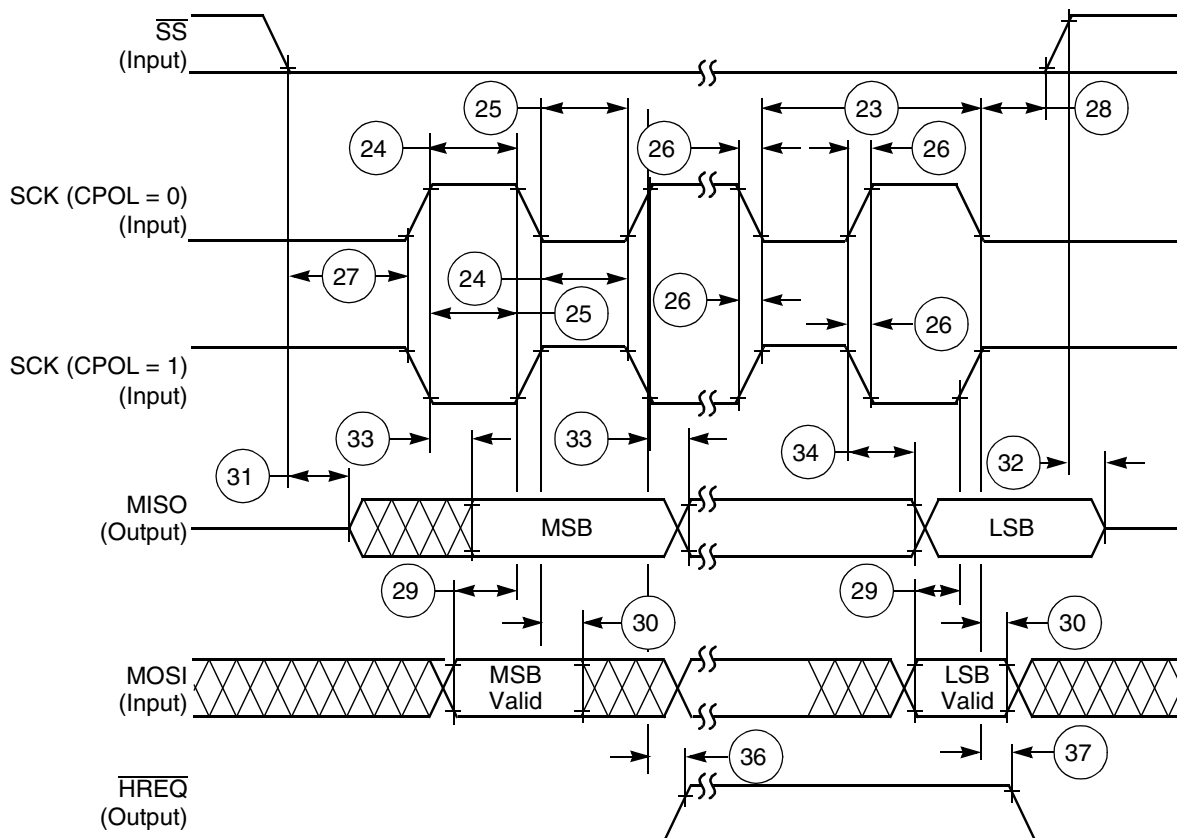 SS
(Input)
25
23
28
24
26
26
SCK (CPOL = 0)
(Input)
27
24
26
25
26
SCK (CPOL = 1)
(Input)
33
33
34
31
32
MISO
(Output)
MSB
LSB
29
29
30
30
MOSI
(Input)
MSB
Valid
LSB
Valid
36
37
HREQ
(Output)